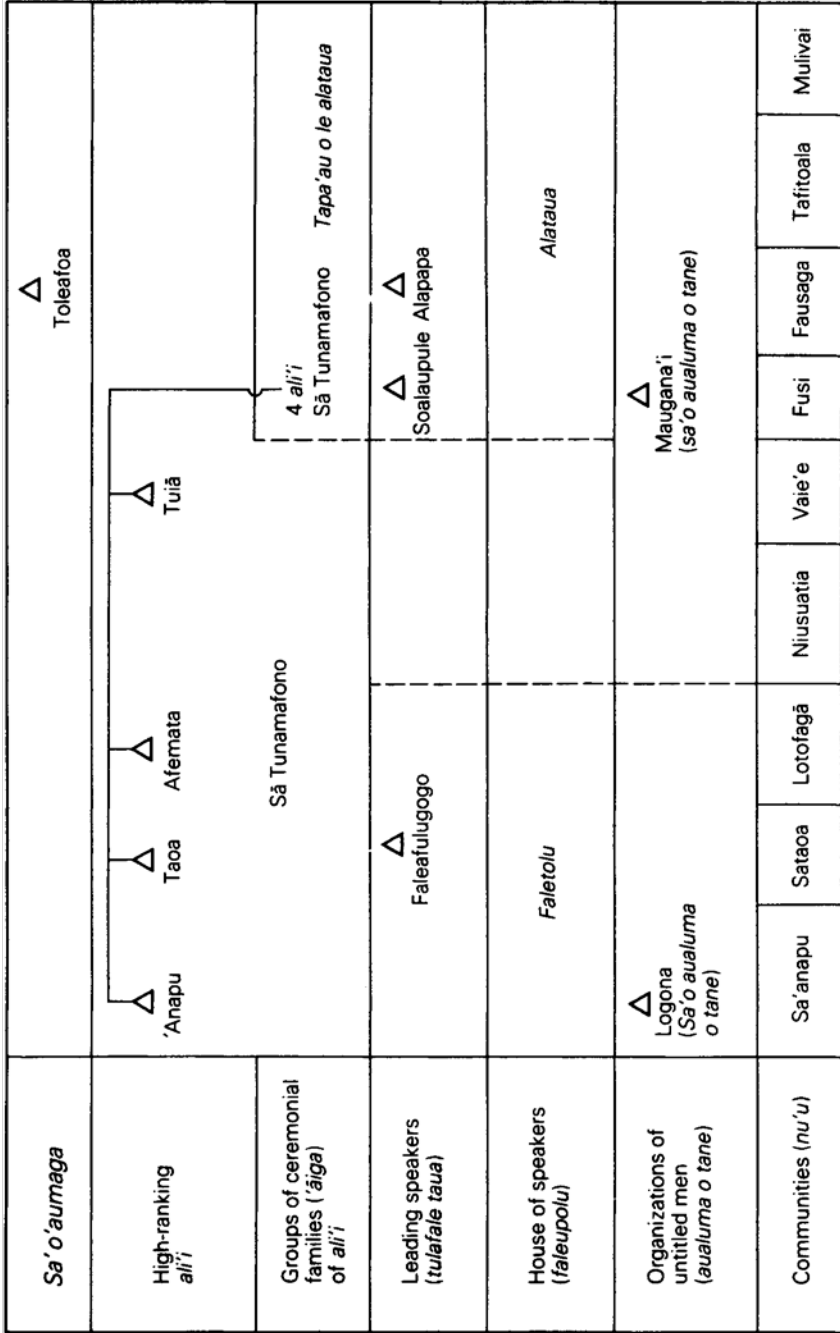 Sa'o'aumaga
Toleafoa
High-ranking
ali'i
'Anapu
Taoa
Afemata
Tuiā
Groups of ceremonial
families ('āiga)
of ali'i
Sā Tunamafono
4 ali'i
Sā Tunamafono
Tapa'au o le alataua
Leading speakers
(tulafale taua)
Faleafulugogo
Soalaupule
Alapapa
House of speakers
(faleupolu)
Faletolu
Alataua
Organizations of
untitled men
(aualuma o tane)
Logona
(Sa'o aualuma
o tane)
Maugana'i
(sa'o aualuma o tane)
Communities (nu'u)
Sa'anapu
Sataoa
Lotofagā
Niusuatia
Vaie'e
Fusi
Fausaga
Tafitoala
Mulivai